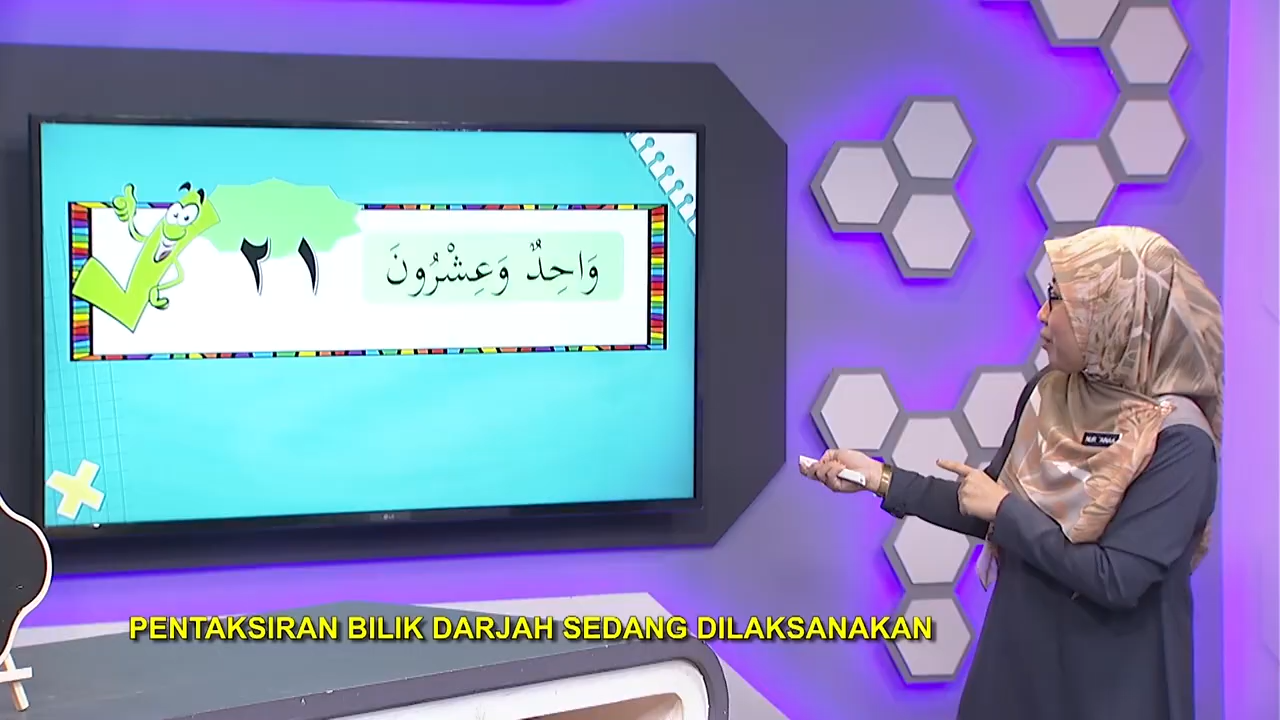 ٢١ وَاحِدٌ وَعِشْرُونَ
PENTAKSIRAN BILIK DARJAH SEDANG DILAKSANAKAN